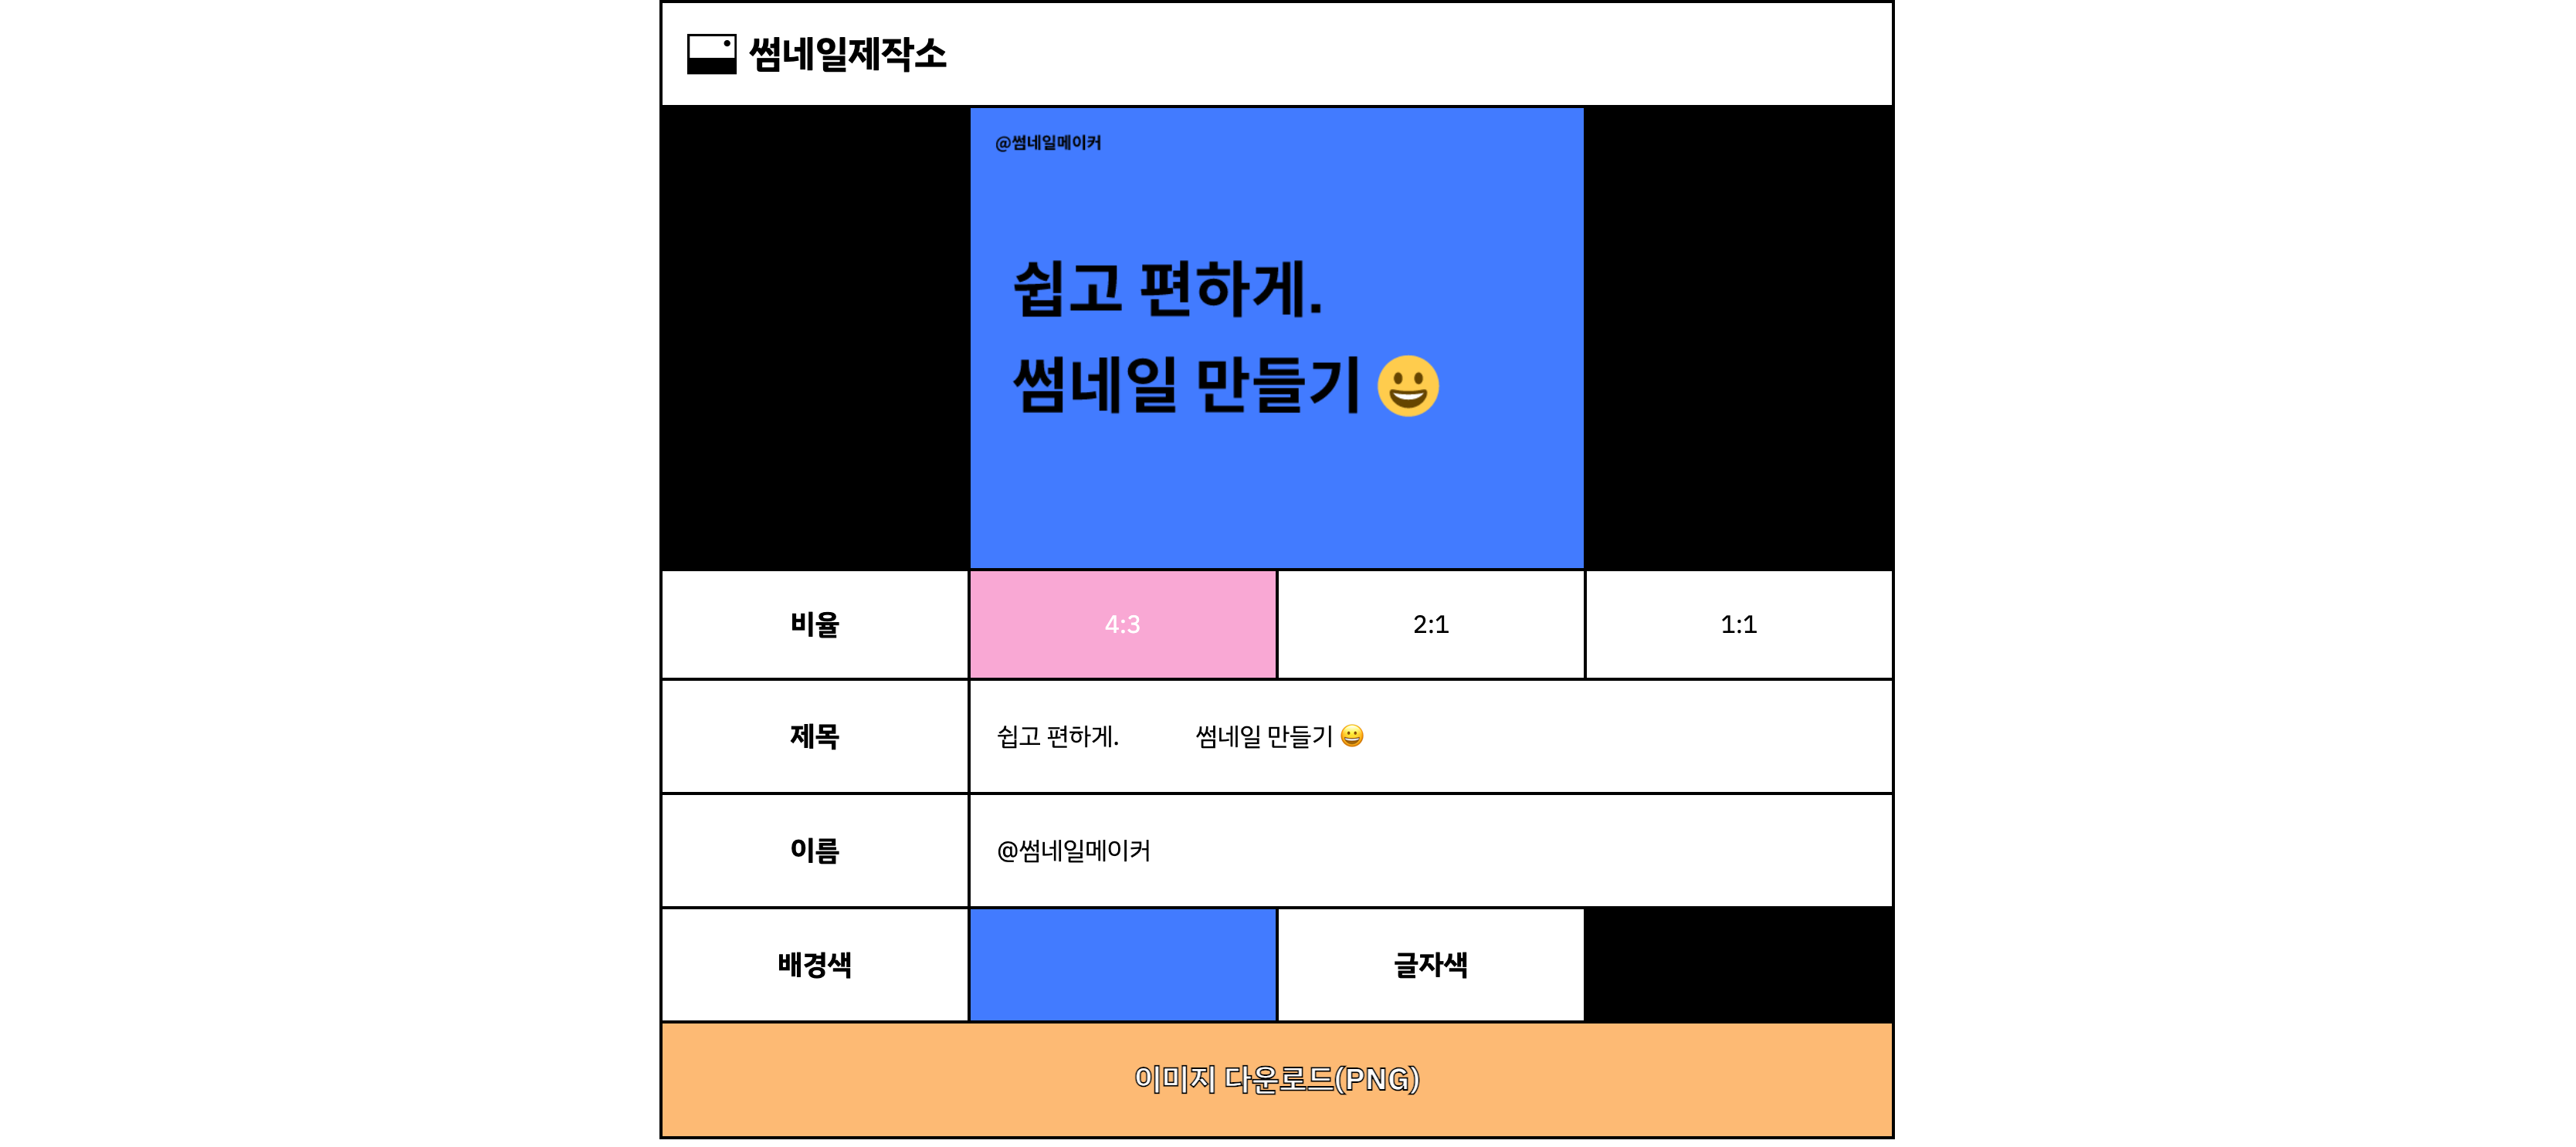 썸네일제작소
@썸네일메이커
쉽고 편하게.
썸네일 만들기 😀
비율 4:3 2:1 1:1
제목 쉽고 편하게. 썸네일 만들기 😀
이름 @썸네일메이커
배경색 글자색
이미지 다운로드(PNG)